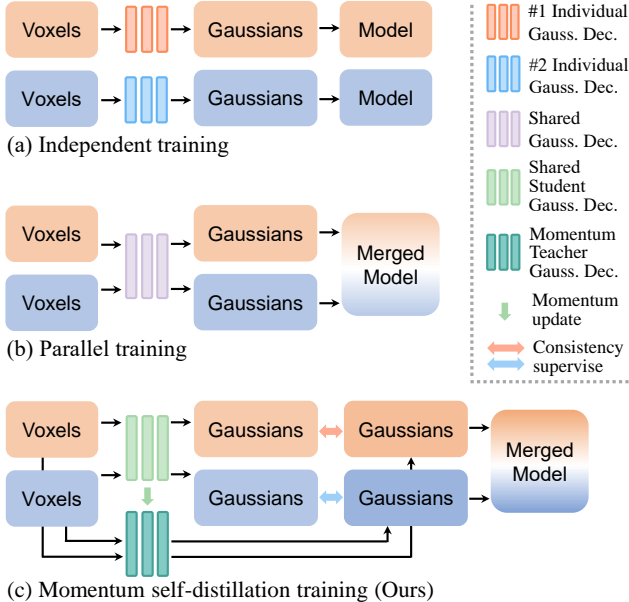 Voxels
Gaussians
Model
Voxels
Gaussians
Model
(a) Independent training
Voxels
Gaussians
Voxels
Gaussians
Merged
Model
(b) Parallel training
Voxels
Gaussians
Gaussians
Voxels
Gaussians
Gaussians
Merged
Model
(c) Momentum self-distillation training (Ours)
#1 Individual
Gauss. Dec.
#2 Individual
Gauss. Dec.
Shared
Gauss. Dec.
Shared
Student
Gauss. Dec.
Momentum
Teacher
Gauss. Dec.
Momentum
update
Consistency
supervise